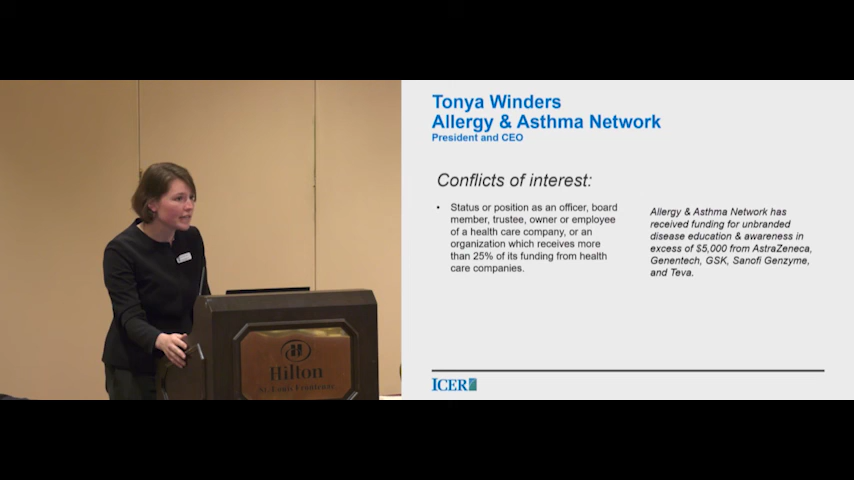 Tonya Winders
Allergy & Asthma Network
President and CEO
Conflicts of interest:
• Status or position as an officer, board
member, trustee, owner or employee
of a health care company, or an
organization which receives more
than 25% of its funding from health
care companies.
Allergy & Asthma Network has
received funding for unbranded
disease education & awareness in
excess of $5,000 from AstraZeneca,
Genentech, GSK, Sanofi Genzyme,
and Teva.
ICER
Hilton